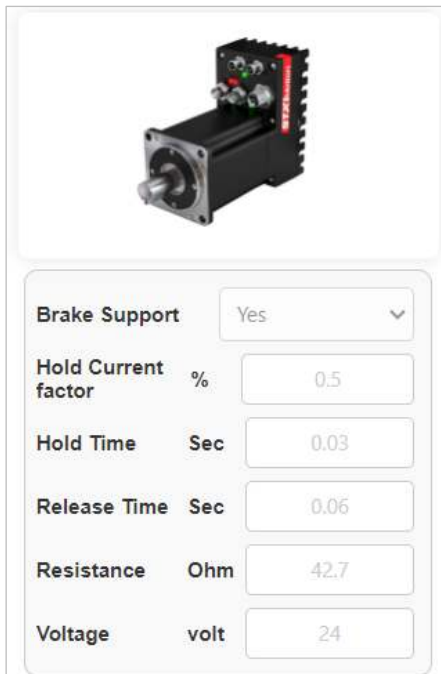 Brake Support Yes
Hold Current
factor % 0.5
Hold Time Sec 0.03
Release Time Sec 0.06
Resistance Ohm 42.7
Voltage volt 24